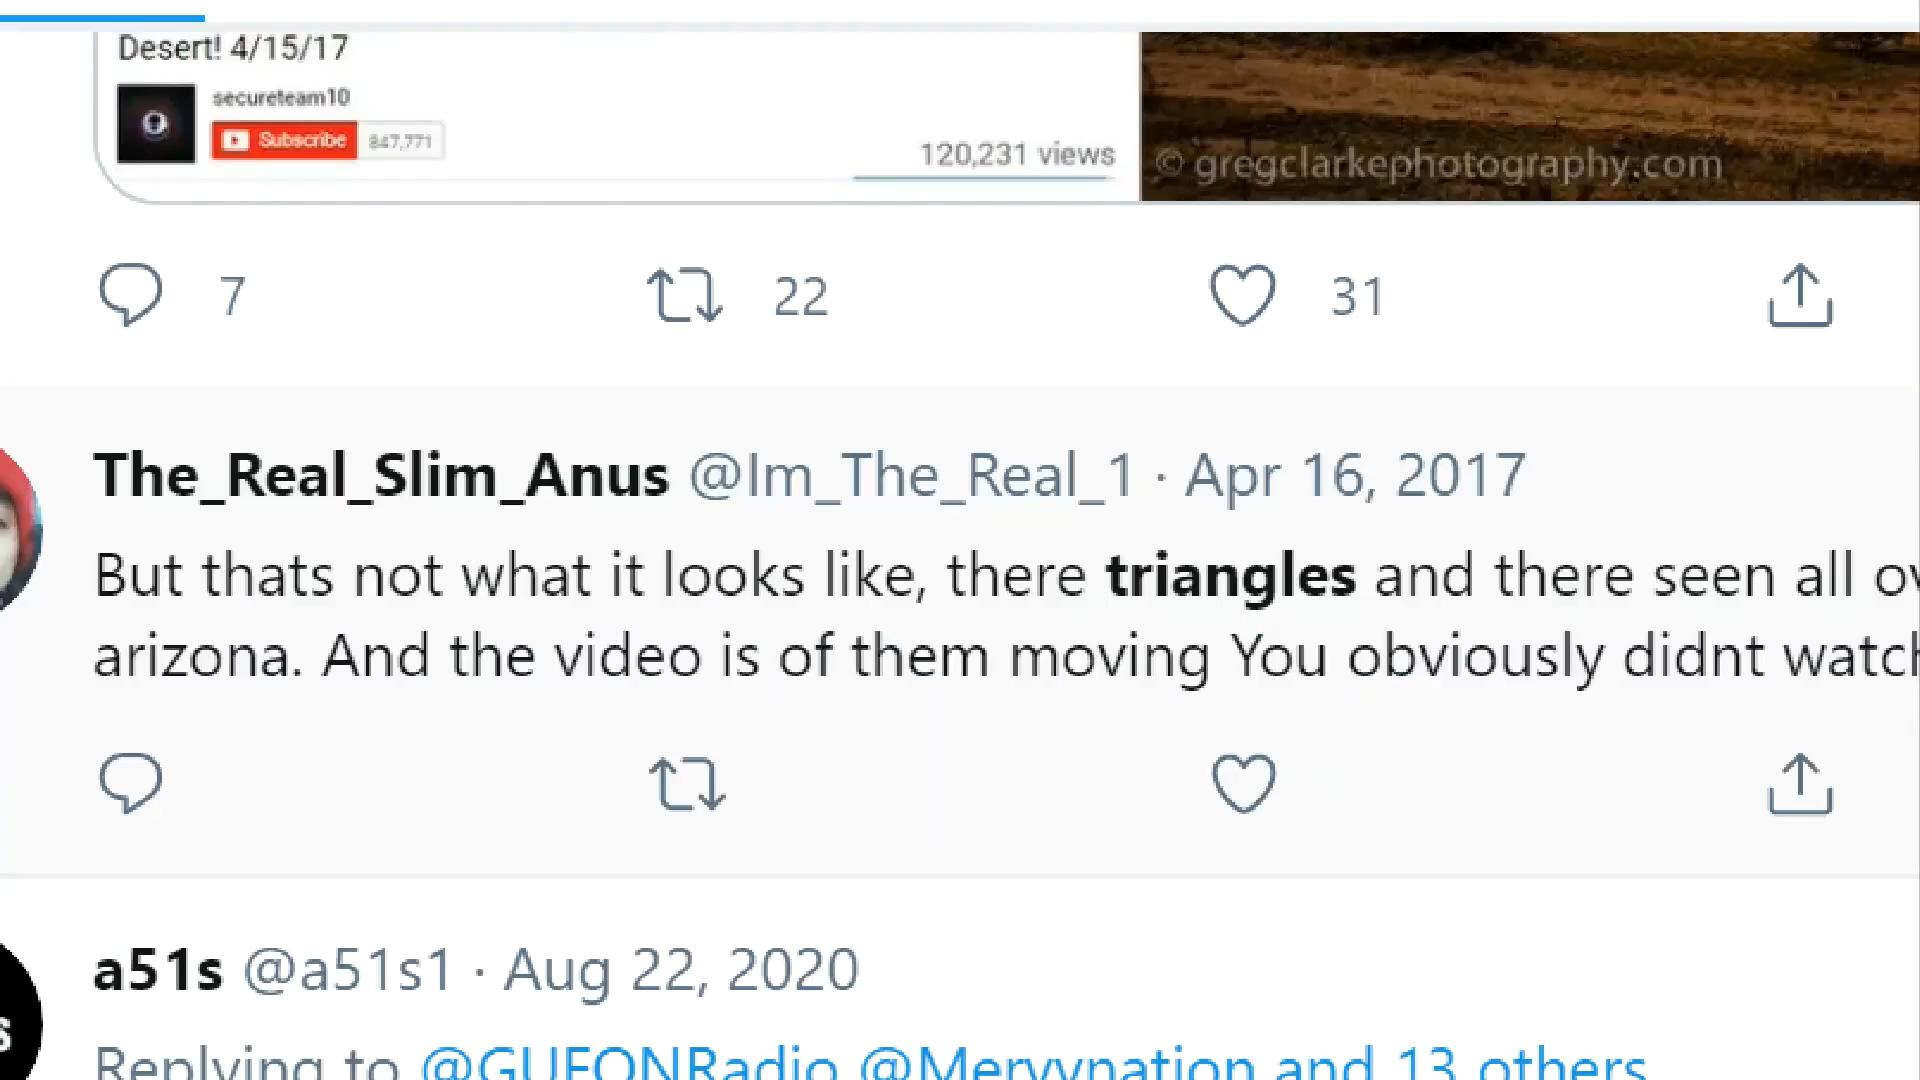 Desert! 4/15/17
secureteam10
Subscribe 847,771
120,231 views
© gregclarkephotography.com
7 22 31
The_Real_Slim_Anus @Im_The_Real_1 · Apr 16, 2017
But thats not what it looks like, there triangles and there seen all ov
arizona. And the video is of them moving You obviously didnt watch
a51s @a51s1 · Aug 22, 2020
Replying to @GUFONRadio @Mervynation and 13 others